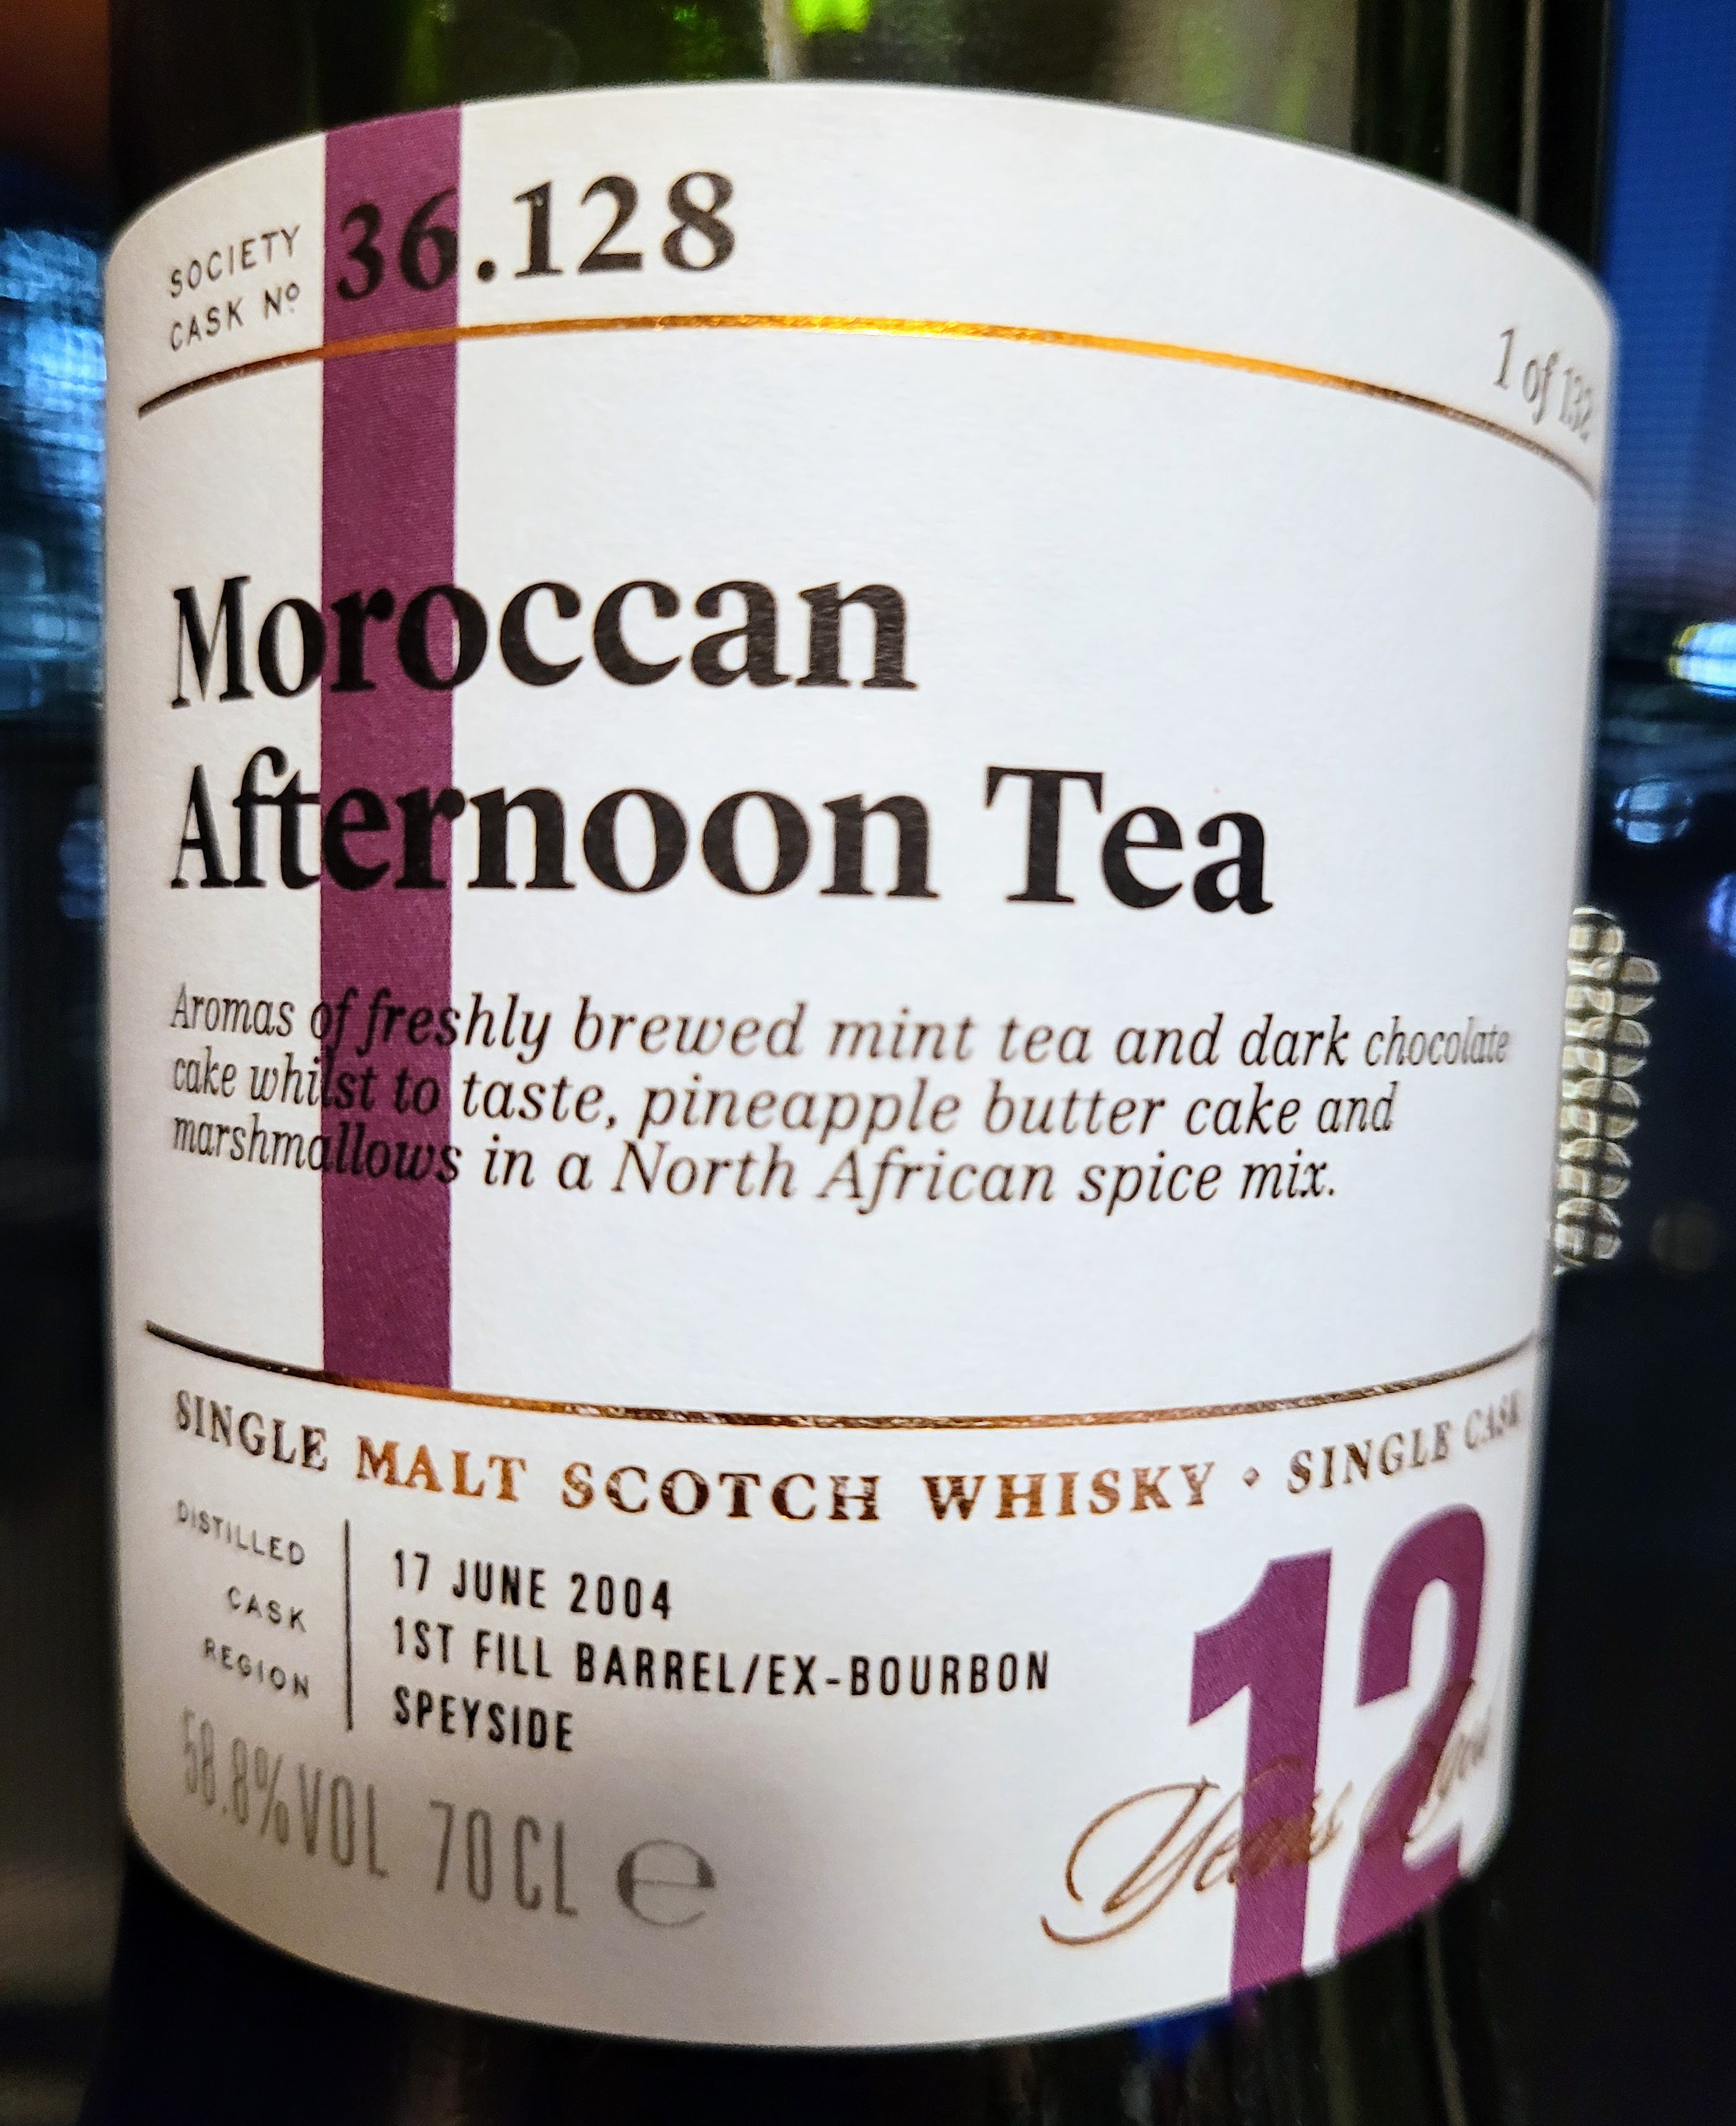 SOCIETY
CASK Nº
36.128
1 of 132
Moroccan
Afternoon Tea
Aromas of freshly brewed mint tea and dark chocolate
cake whilst to taste, pineapple butter cake and
marshmallows in a North African spice mix.
SINGLE MALT SCOTCH WHISKY • SINGLE CASK
DISTILLED 17 JUNE 2004
CASK 1ST FILL BARREL/EX-BOURBON
REGION SPEYSIDE
58.8%VOL 70CL ℮
12
Years Aged